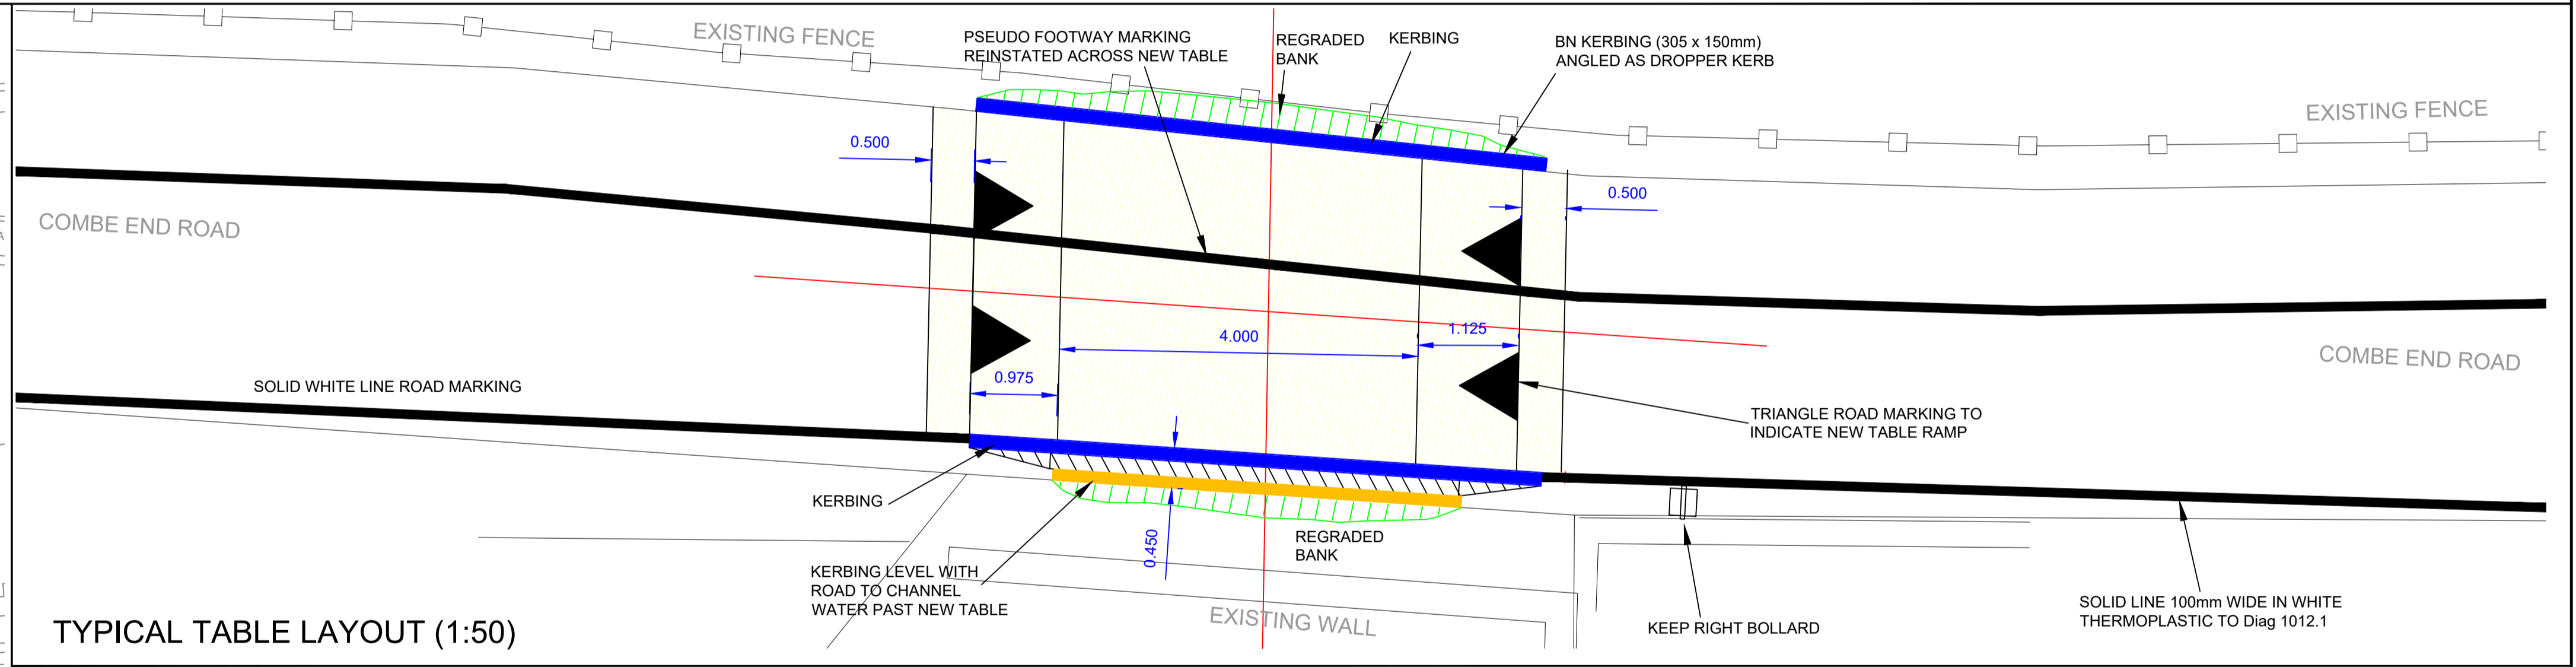 EXISTING FENCE
PSEUDO FOOTWAY MARKING
REINSTATED ACROSS NEW TABLE
REGRADED
BANK
KERBING
BN KERBING (305 x 150mm)
ANGLED AS DROPPER KERB
EXISTING FENCE
0.500
0.500
COMBE END ROAD
4.000
1.125
COMBE END ROAD
0.975
SOLID WHITE LINE ROAD MARKING
TRIANGLE ROAD MARKING TO
INDICATE NEW TABLE RAMP
KERBING
0.450
REGRADED
BANK
KERBING LEVEL WITH
ROAD TO CHANNEL
WATER PAST NEW TABLE
EXISTING WALL
KEEP RIGHT BOLLARD
SOLID LINE 100mm WIDE IN WHITE
THERMOPLASTIC TO Diag 1012.1
TYPICAL TABLE LAYOUT (1:50)